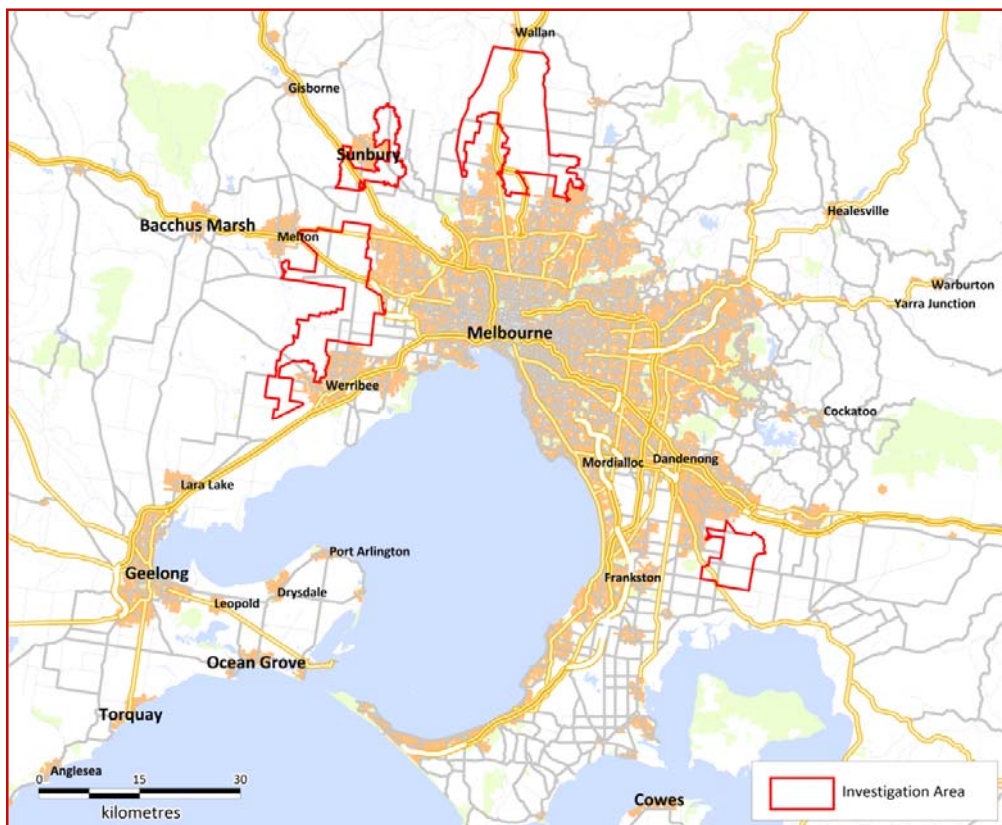 Wallan
Gisborne
Sunbury
Healesville
Bacchus Marsh
Melton
Warburton
Yarra Junction
Melbourne
Werribee
Cockatoo
Mordialloc
Dandenong
Lara Lake
Port Arlington
Geelong
Frankston
Drysdale
Leopold
Ocean Grove
Torquay
Anglesea
0 15 30
kilometres
Investigation Area
Cowes